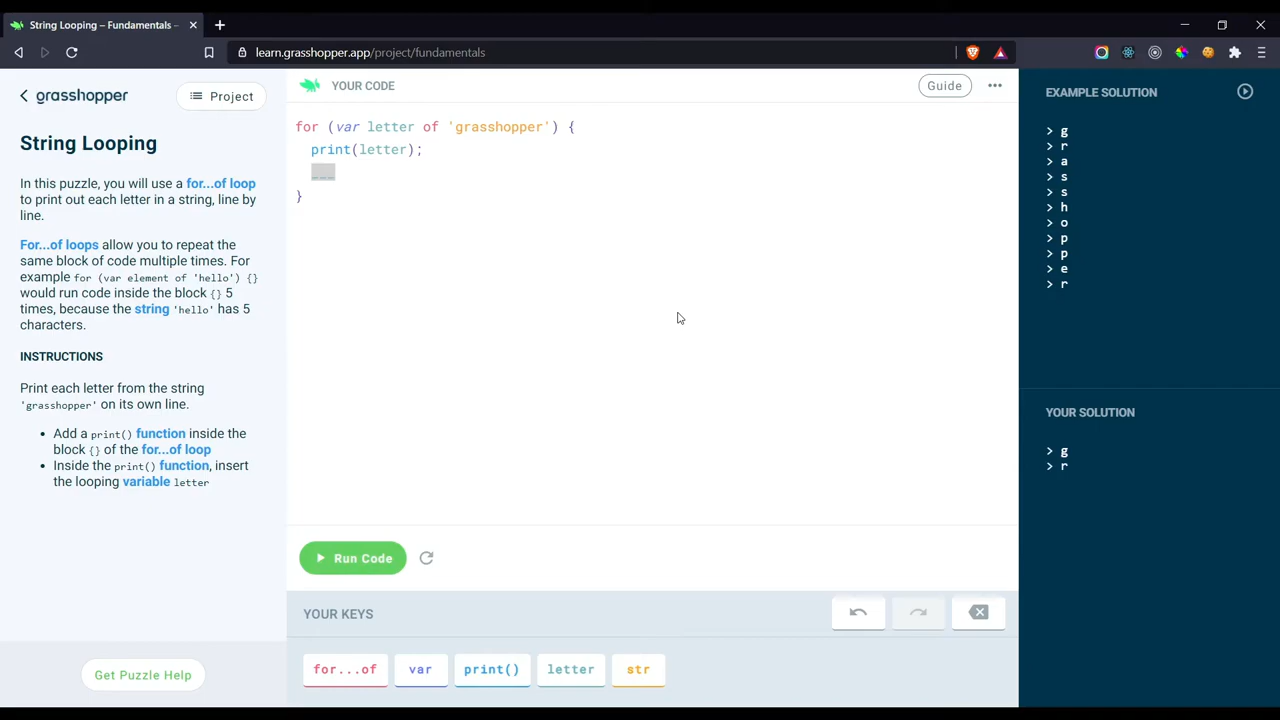 String Looping – Fundamentals –
learn.grasshopper.app/project/fundamentals
grasshopper
Project
String Looping
In this puzzle, you will use a for...of loop
to print out each letter in a string, line by
line.
For...of loops allow you to repeat the
same block of code multiple times. For
example for (var element of 'hello') {}
would run code inside the block {} 5
times, because the string 'hello' has 5
characters.
INSTRUCTIONS
Print each letter from the string
'grasshopper' on its own line.
• Add a print() function inside the
block {} of the for...of loop
• Inside the print() function, insert
the looping variable letter
Get Puzzle Help
YOUR CODE
Guide
for (var letter of 'grasshopper') {
print(letter);
___
}
Run Code
YOUR KEYS
for...of
var
print()
letter
str
EXAMPLE SOLUTION
> g
> r
> a
> s
> s
> h
> o
> p
> p
> e
> r
YOUR SOLUTION
> g
> r